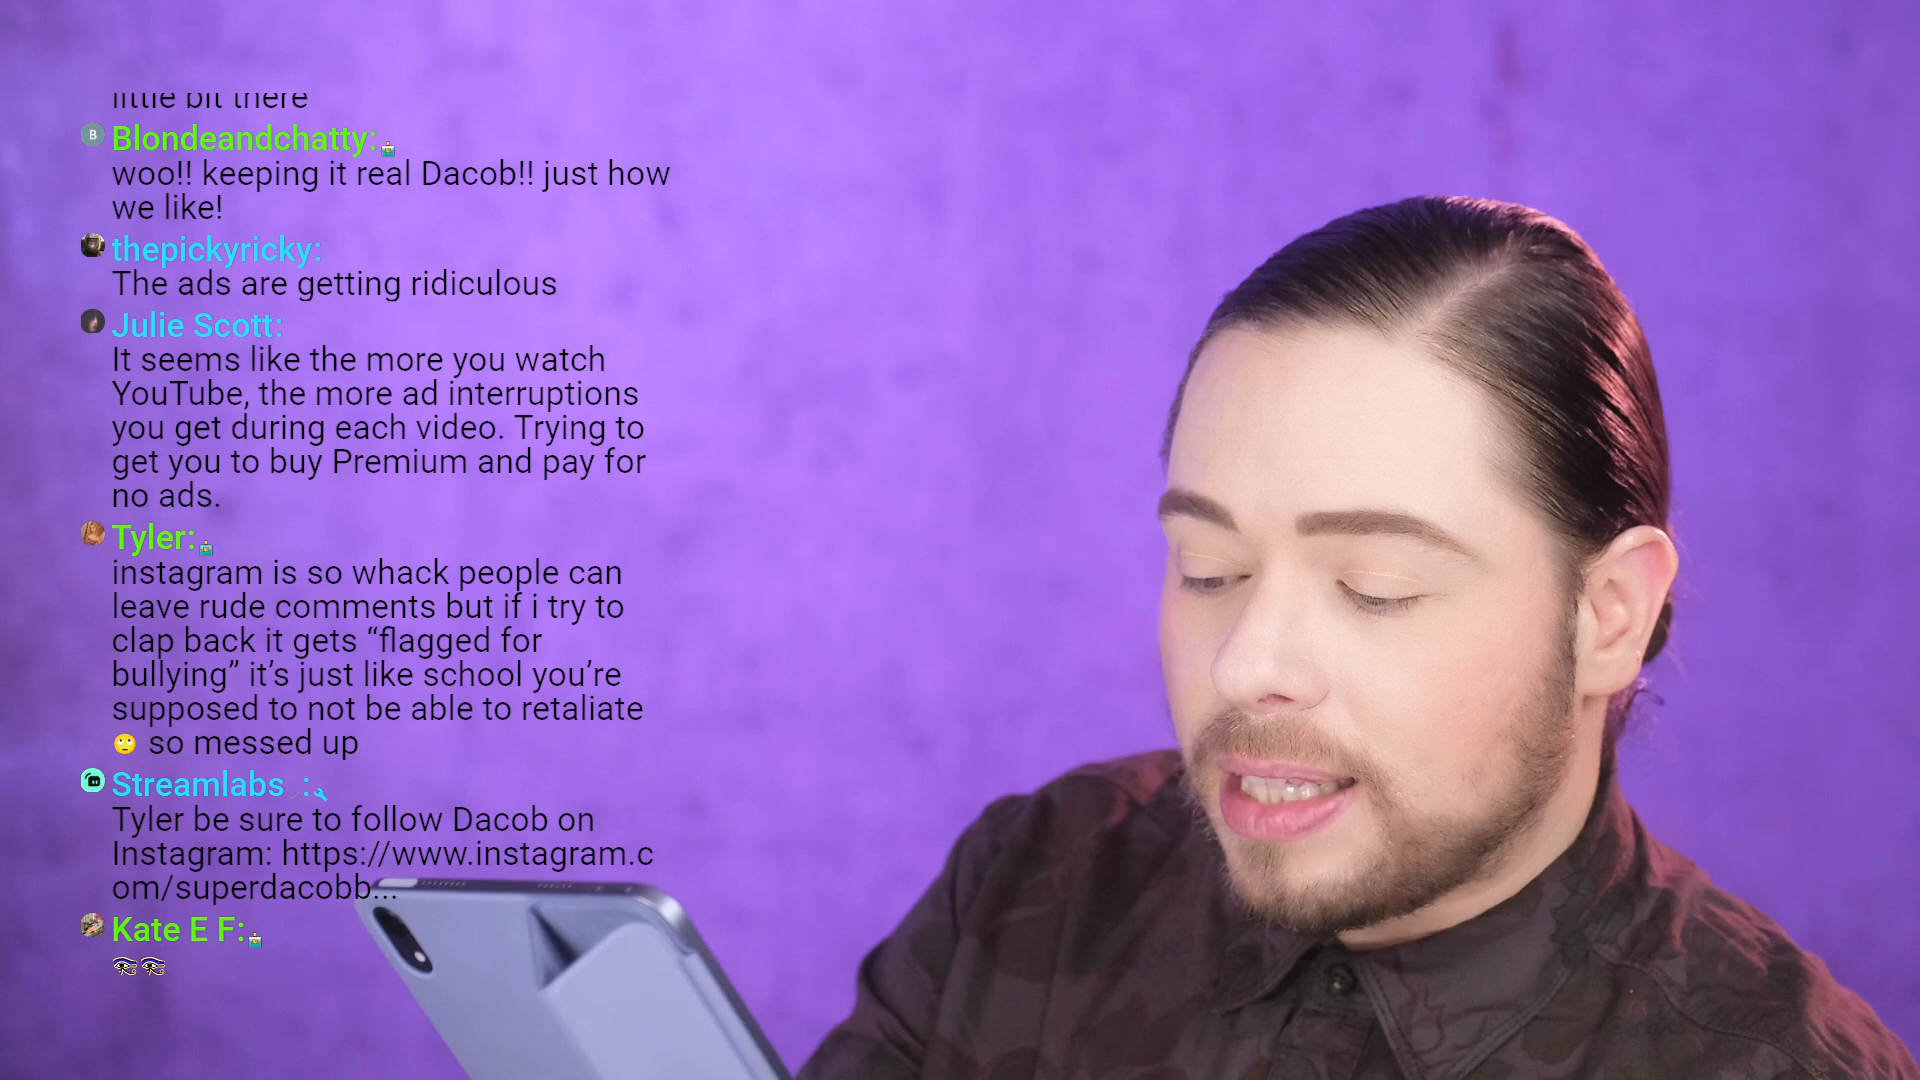 little bit there
B Blondeandchatty:
woo!! keeping it real Dacob!! just how
we like!
thepickyricky:
The ads are getting ridiculous
Julie Scott:
It seems like the more you watch
YouTube, the more ad interruptions
you get during each video. Trying to
get you to buy Premium and pay for
no ads.
Tyler:
instagram is so whack people can
leave rude comments but if i try to
clap back it gets “flagged for
bullying” it’s just like school you’re
supposed to not be able to retaliate
🙄 so messed up
Streamlabs :
Tyler be sure to follow Dacob on
Instagram: https://www.instagram.c
om/superdacobb...
Kate E F: